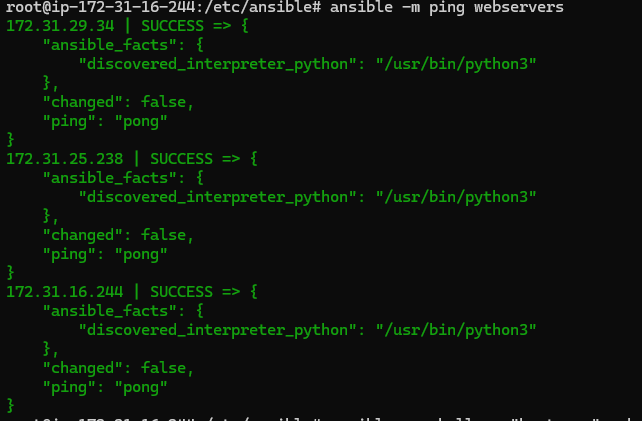 root@ip-172-31-16-244:/etc/ansible# ansible -m ping webservers
172.31.29.34 | SUCCESS => {
    "ansible_facts": {
        "discovered_interpreter_python": "/usr/bin/python3"
    },
    "changed": false,
    "ping": "pong"
}
172.31.25.238 | SUCCESS => {
    "ansible_facts": {
        "discovered_interpreter_python": "/usr/bin/python3"
    },
    "changed": false,
    "ping": "pong"
}
172.31.16.244 | SUCCESS => {
    "ansible_facts": {
        "discovered_interpreter_python": "/usr/bin/python3"
    },
    "changed": false,
    "ping": "pong"
}